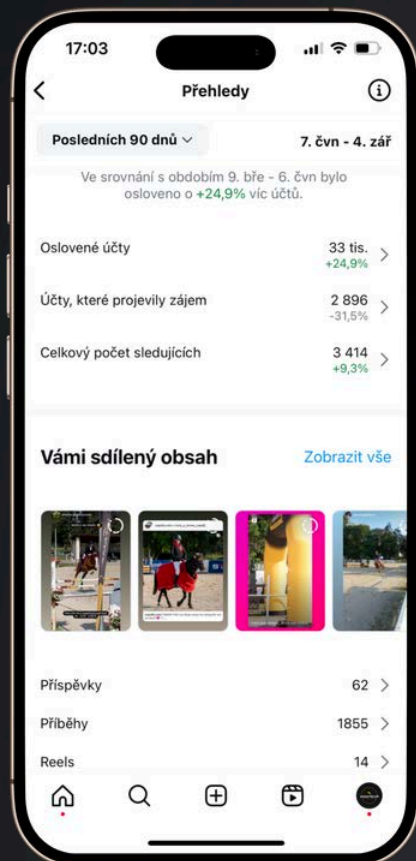 17:03
Přehledy
Posledních 90 dnů
7. čvn - 4. zář
Ve srovnání s obdobím 9. bře - 6. čvn bylo
osloveno o +24,9% víc účtů.
Oslovené účty
33 tis.
+24,9%
Účty, které projevily zájem
2 896
-31,5%
Celkový počet sledujících
3 414
+9,3%
Vámi sdílený obsah
Zobrazit vše
Příspěvky
62
Příběhy
1855
Reels
14